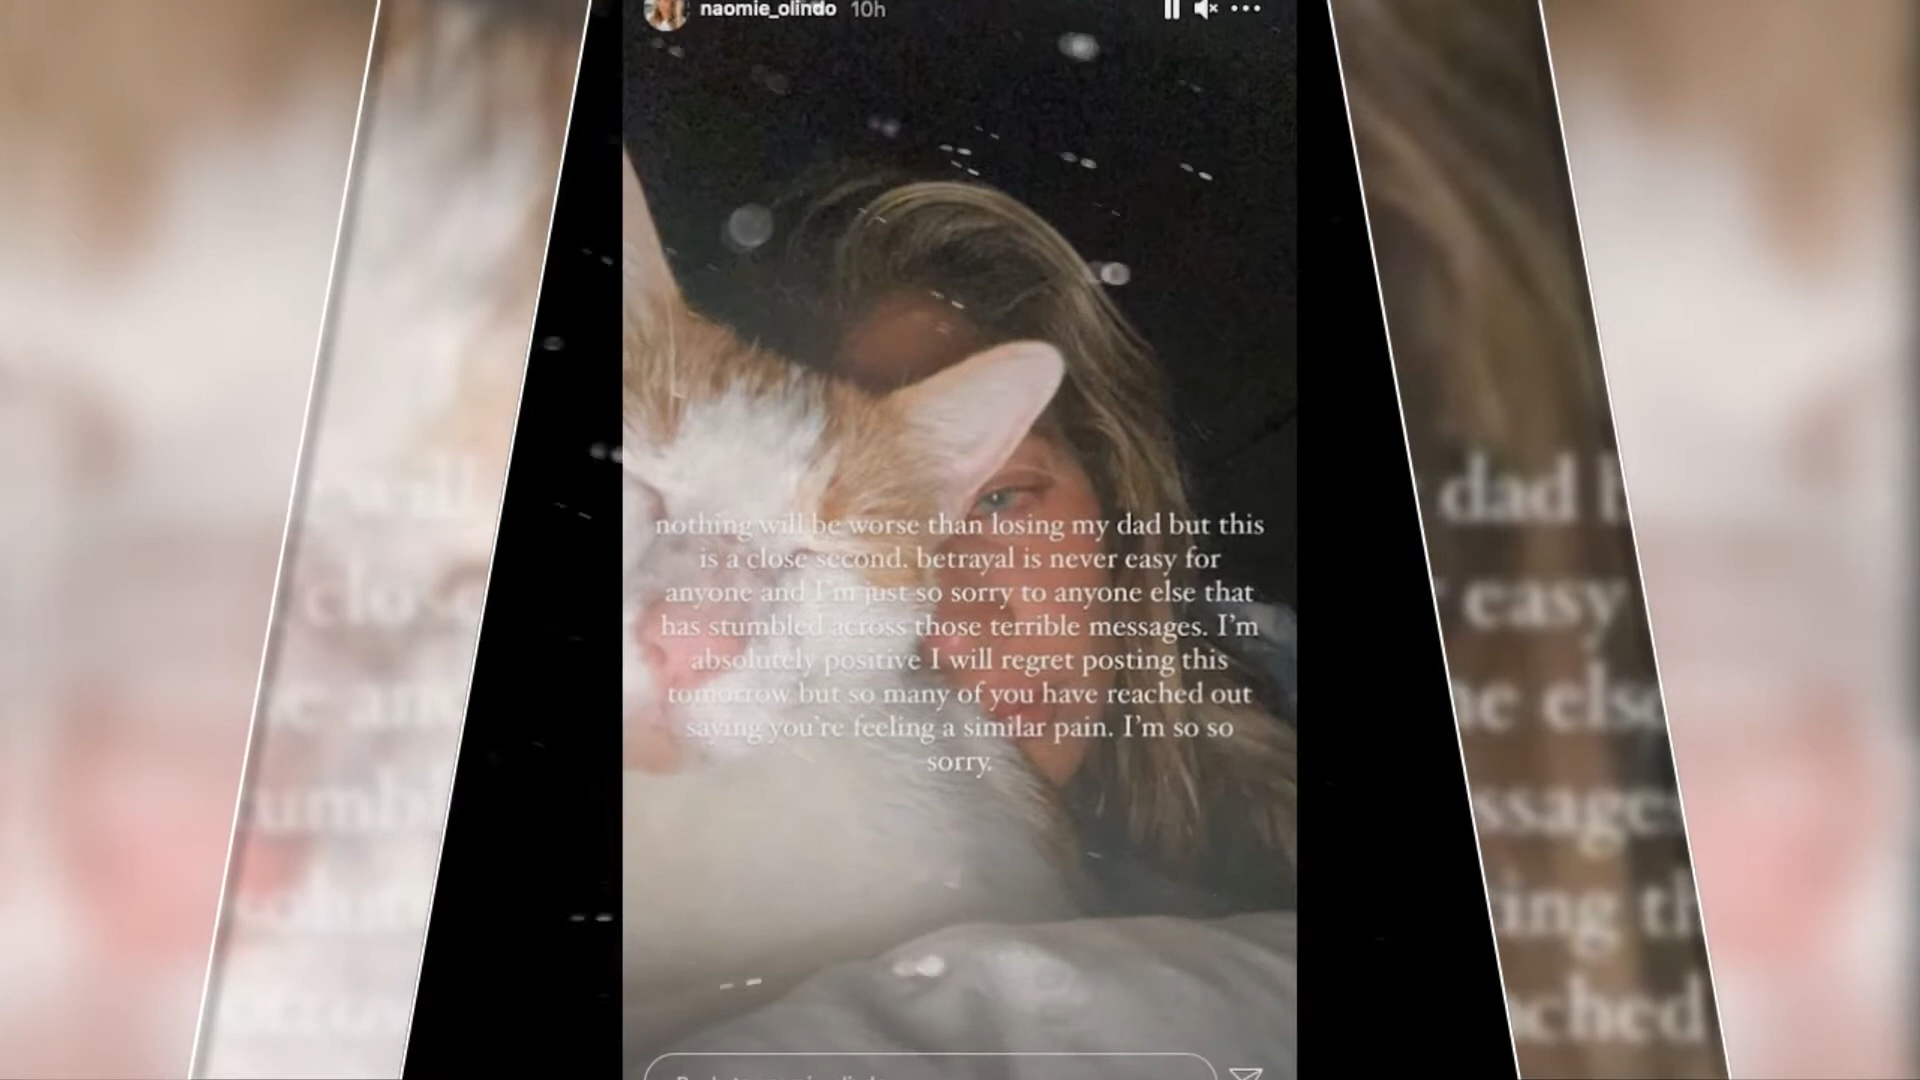 naomie_olindo 10h
nothing will be worse than losing my dad but this
is a close second. betrayal is never easy for
anyone and I'm just so sorry to anyone else that
has stumbled across those terrible messages. I'm
absolutely positive I will regret posting this
tomorrow but so many of you have reached out
saying you're feeling a similar pain. I'm so so
sorry.